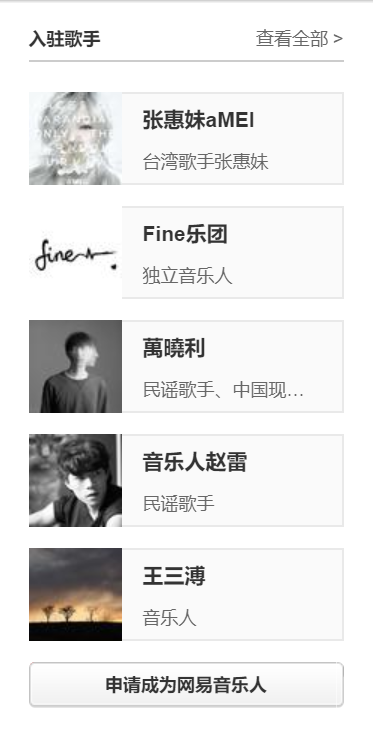 入驻歌手
查看全部 >
张惠妹aMEI
台湾歌手张惠妹
Fine乐团
fine
独立音乐人
萬曉利
民谣歌手、中国现...
音乐人赵雷
民谣歌手
王三溥
音乐人
申请成为网易音乐人